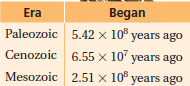 Era Began
Paleozoic 5.42 × 10⁸ years ago
Cenozoic 6.55 × 10⁷ years ago
Mesozoic 2.51 × 10⁸ years ago